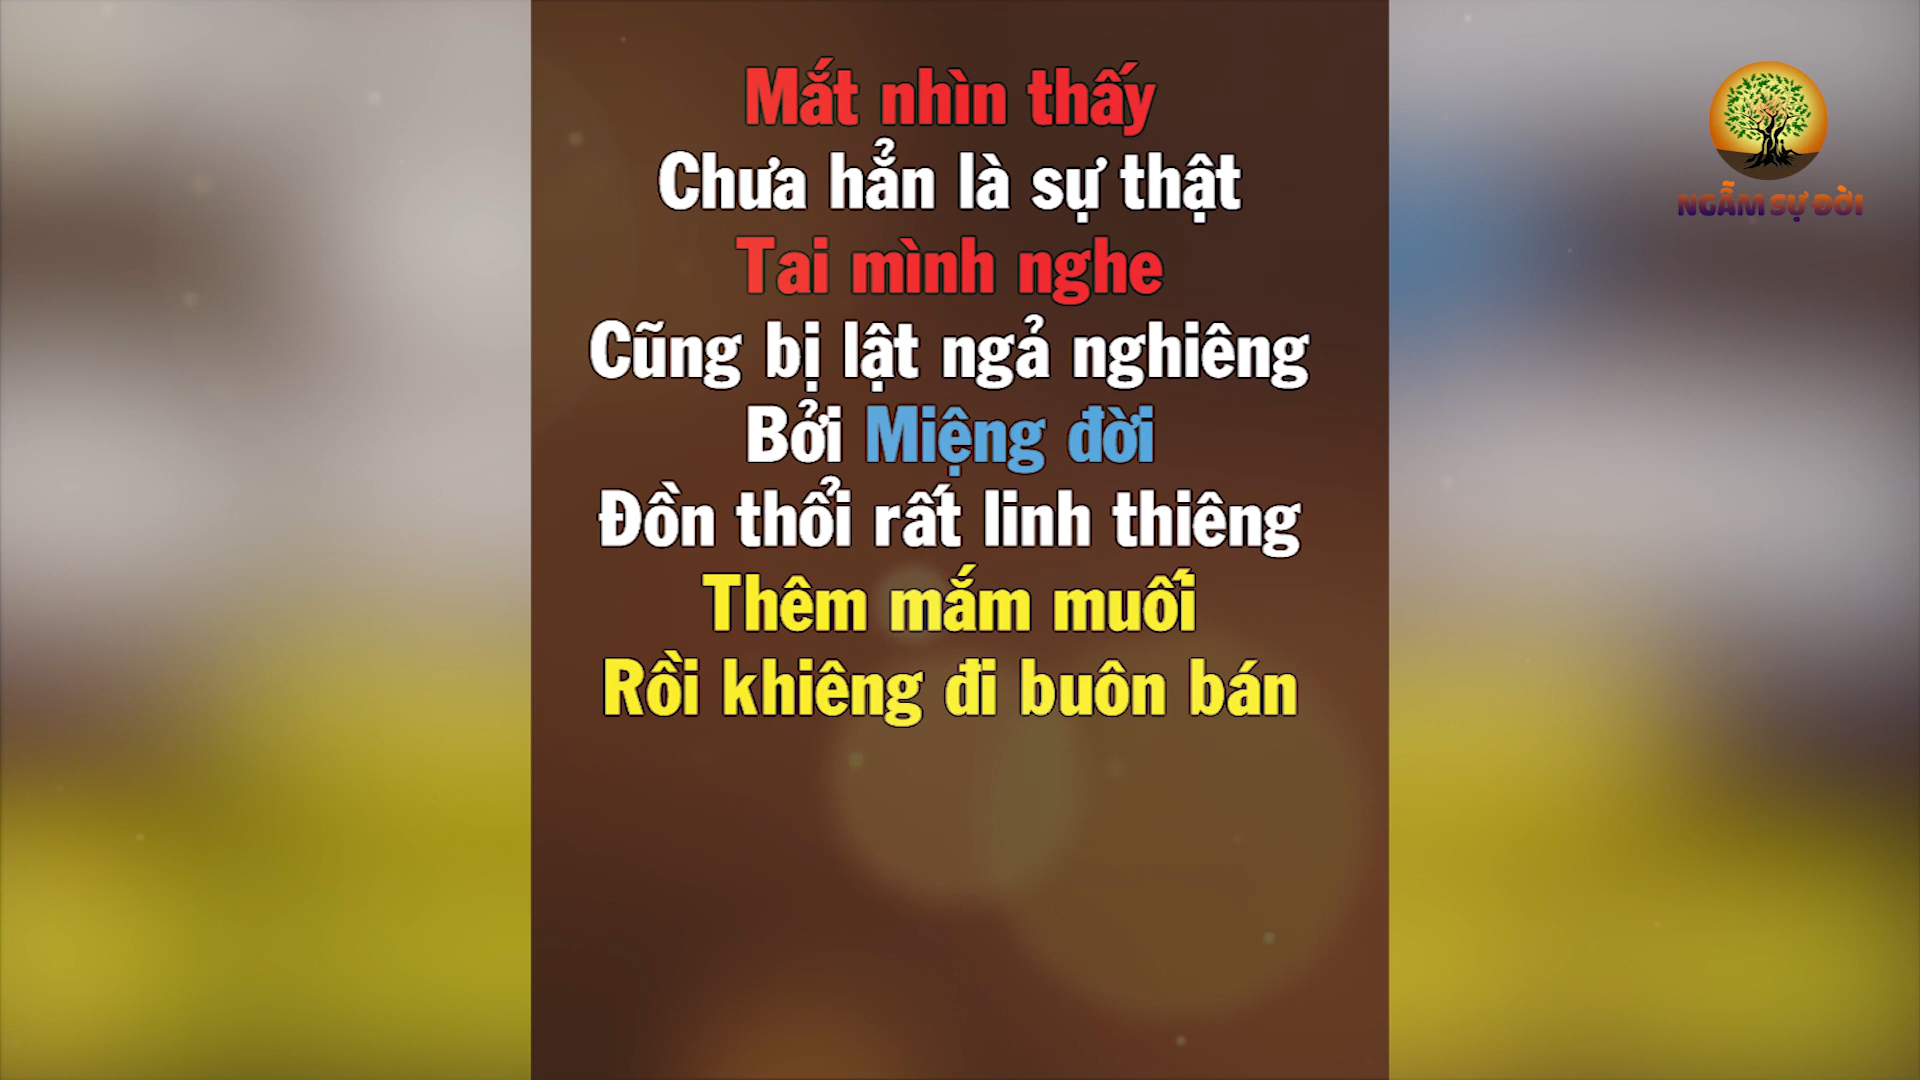 Mắt nhìn thấy
Chưa hẳn là sự thật
Tai mình nghe
Cũng bị lật ngả nghiêng
Bởi Miệng đời
Đồn thổi rất linh thiêng
Thêm mắm muối
Rồi khiêng đi buôn bán
NGẪM SỰ ĐỜI